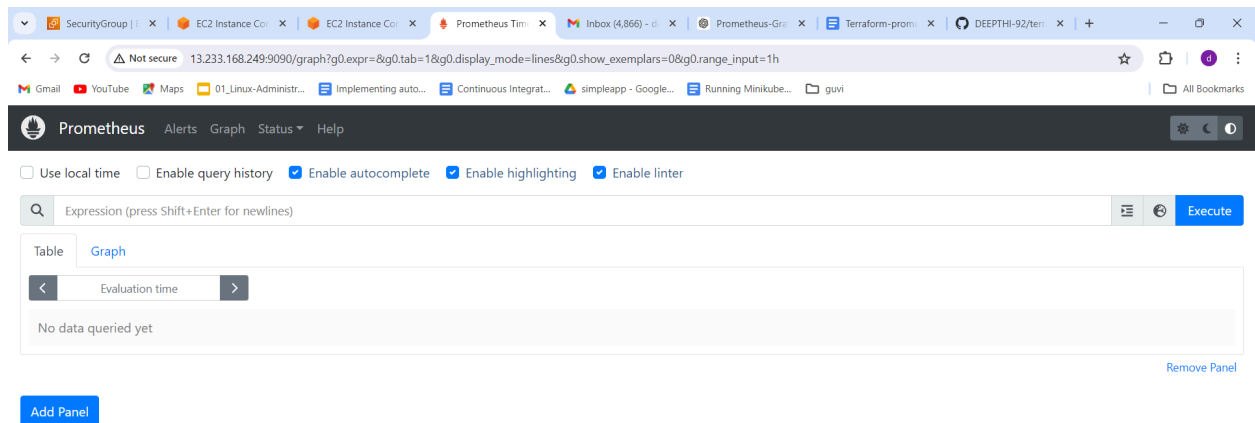 SecurityGroup | E
EC2 Instance Con
EC2 Instance Con
Prometheus Time
Inbox (4,866) - d
Prometheus-Gra
Terraform-prom
DEEPTHI-92/terr
Not secure 13.233.168.249:9090/graph?g0.expr=&g0.tab=1&g0.display_mode=lines&g0.show_exemplars=0&g0.range_input=1h
d
Gmail YouTube Maps 01_Linux-Administr... Implementing auto... Continuous Integrat... simpleapp - Google... Running Minikube... guvi All Bookmarks
Prometheus Alerts Graph Status Help
Use local time Enable query history Enable autocomplete Enable highlighting Enable linter
Expression (press Shift+Enter for newlines) Execute
Table Graph
Evaluation time
No data queried yet
Remove Panel
Add Panel